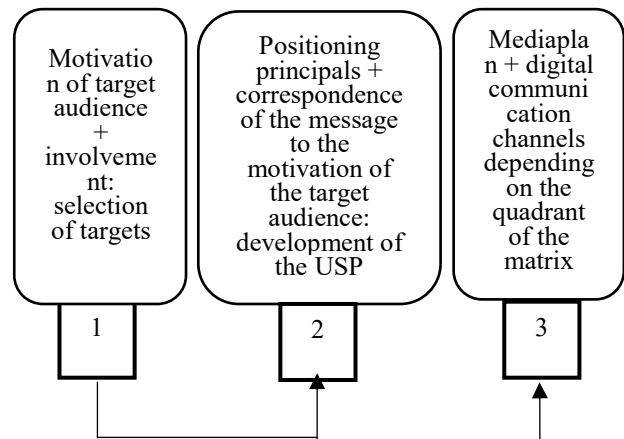 Motivatio
n of target
audience
+
involveme
nt:
selection
of targets
Positioning
principals +
correspondence
of the message
to the
motivation of
the target
audience:
development of
the USP
Mediapla
n + digital
communi
cation
channels
depending
on the
quadrant
of the
matrix
1
2
3